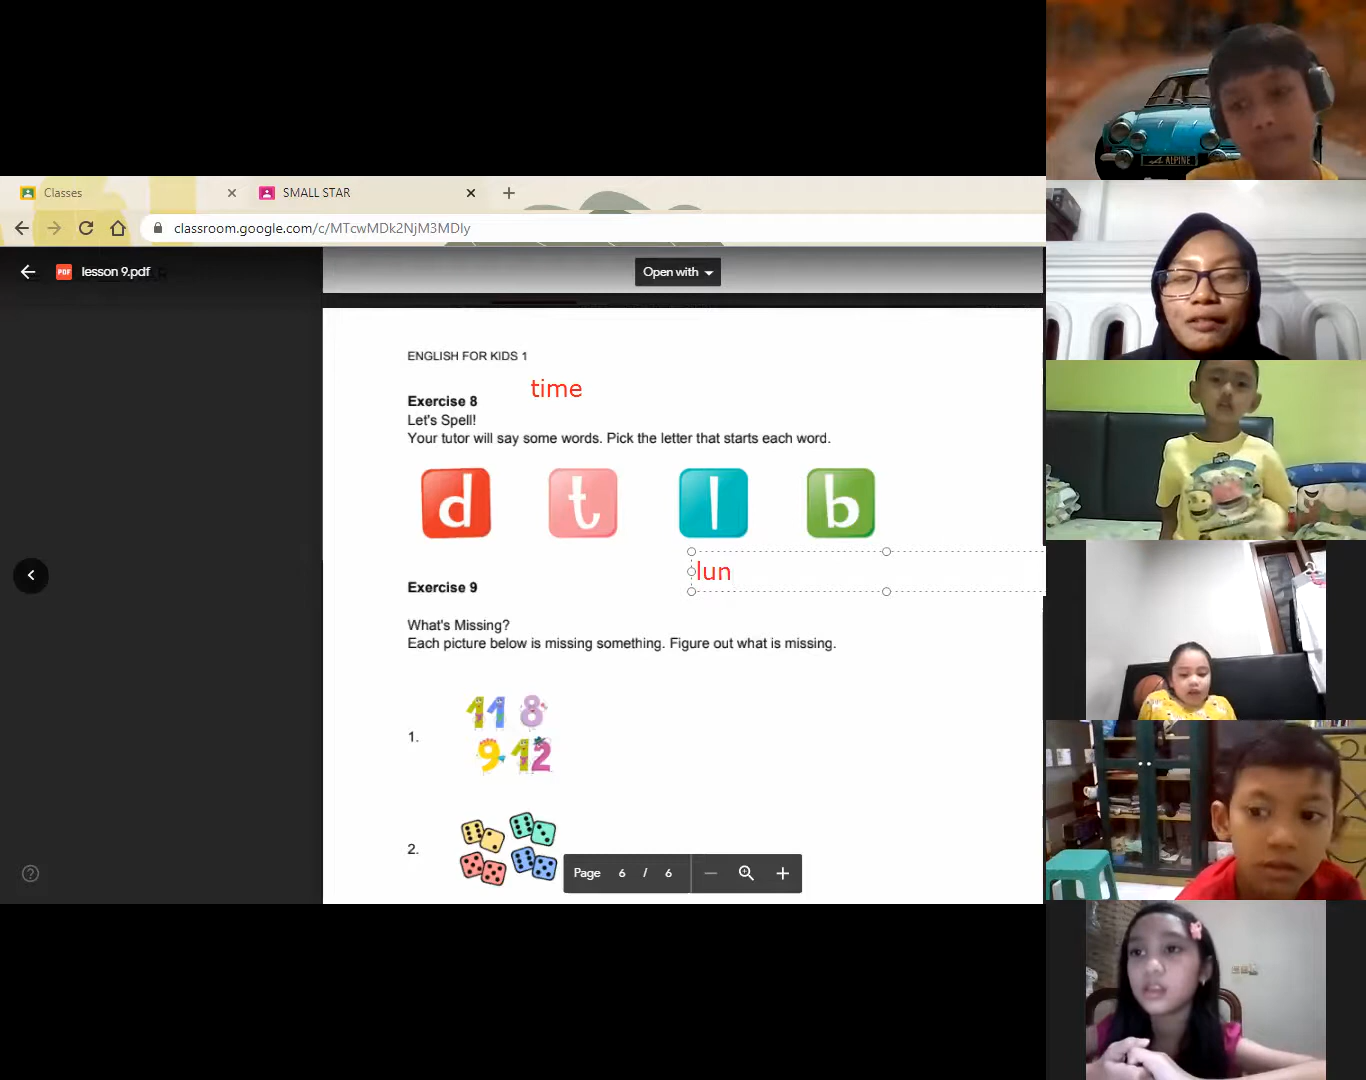 Classes
SMALL STAR
classroom.google.com/c/MTcwMDk2NjM3MDIy
lesson 9.pdf
Open with
ENGLISH FOR KIDS 1
time
Exercise 8
Let's Spell!
Your tutor will say some words. Pick the letter that starts each word.
d t l b
lun
Exercise 9
What's Missing?
Each picture below is missing something. Figure out what is missing.
11 8
1.
9 12
2.
Page 6 / 6
ALPINE